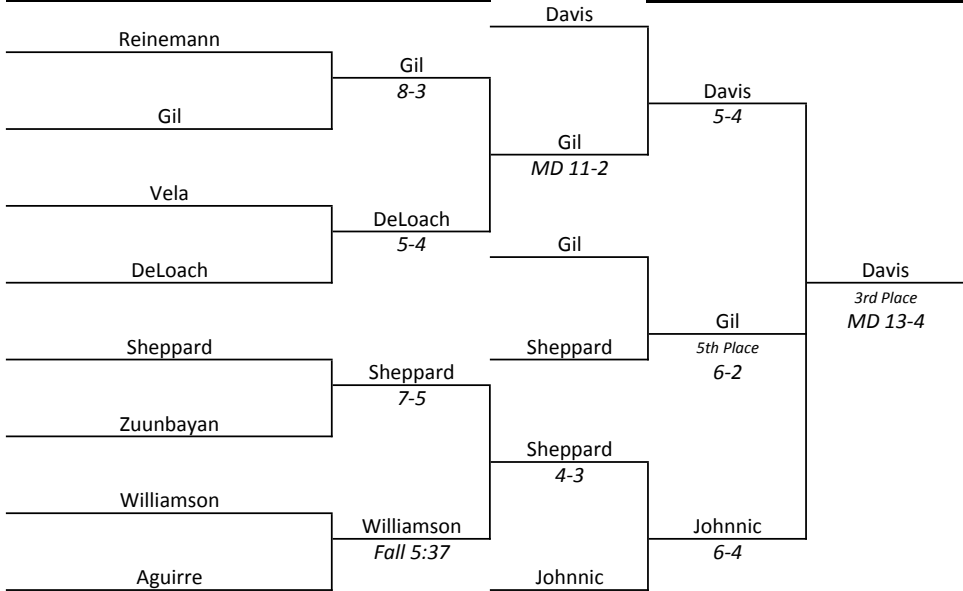 Davis
Reinemann
Gil
8-3
Davis
5-4
Gil
Gil
MD 11-2
Vela
DeLoach
5-4
Gil
DeLoach
Davis
3rd Place
MD 13-4
Gil
5th Place
6-2
Sheppard
Sheppard
Sheppard
7-5
Zuunbayan
Sheppard
4-3
Williamson
Williamson
Fall 5:37
Johnnic
6-4
Aguirre
Johnnic